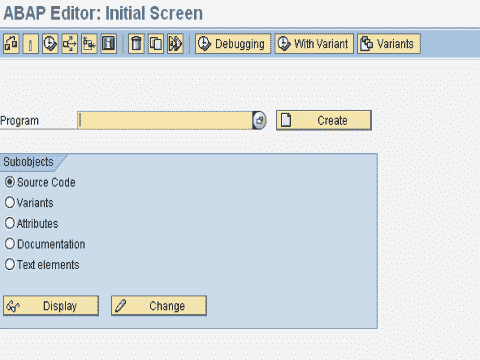 ABAP Editor: Initial Screen
Debugging With Variant Variants
Program Create
Subobjects
Source Code
Variants
Attributes
Documentation
Text elements
Display Change